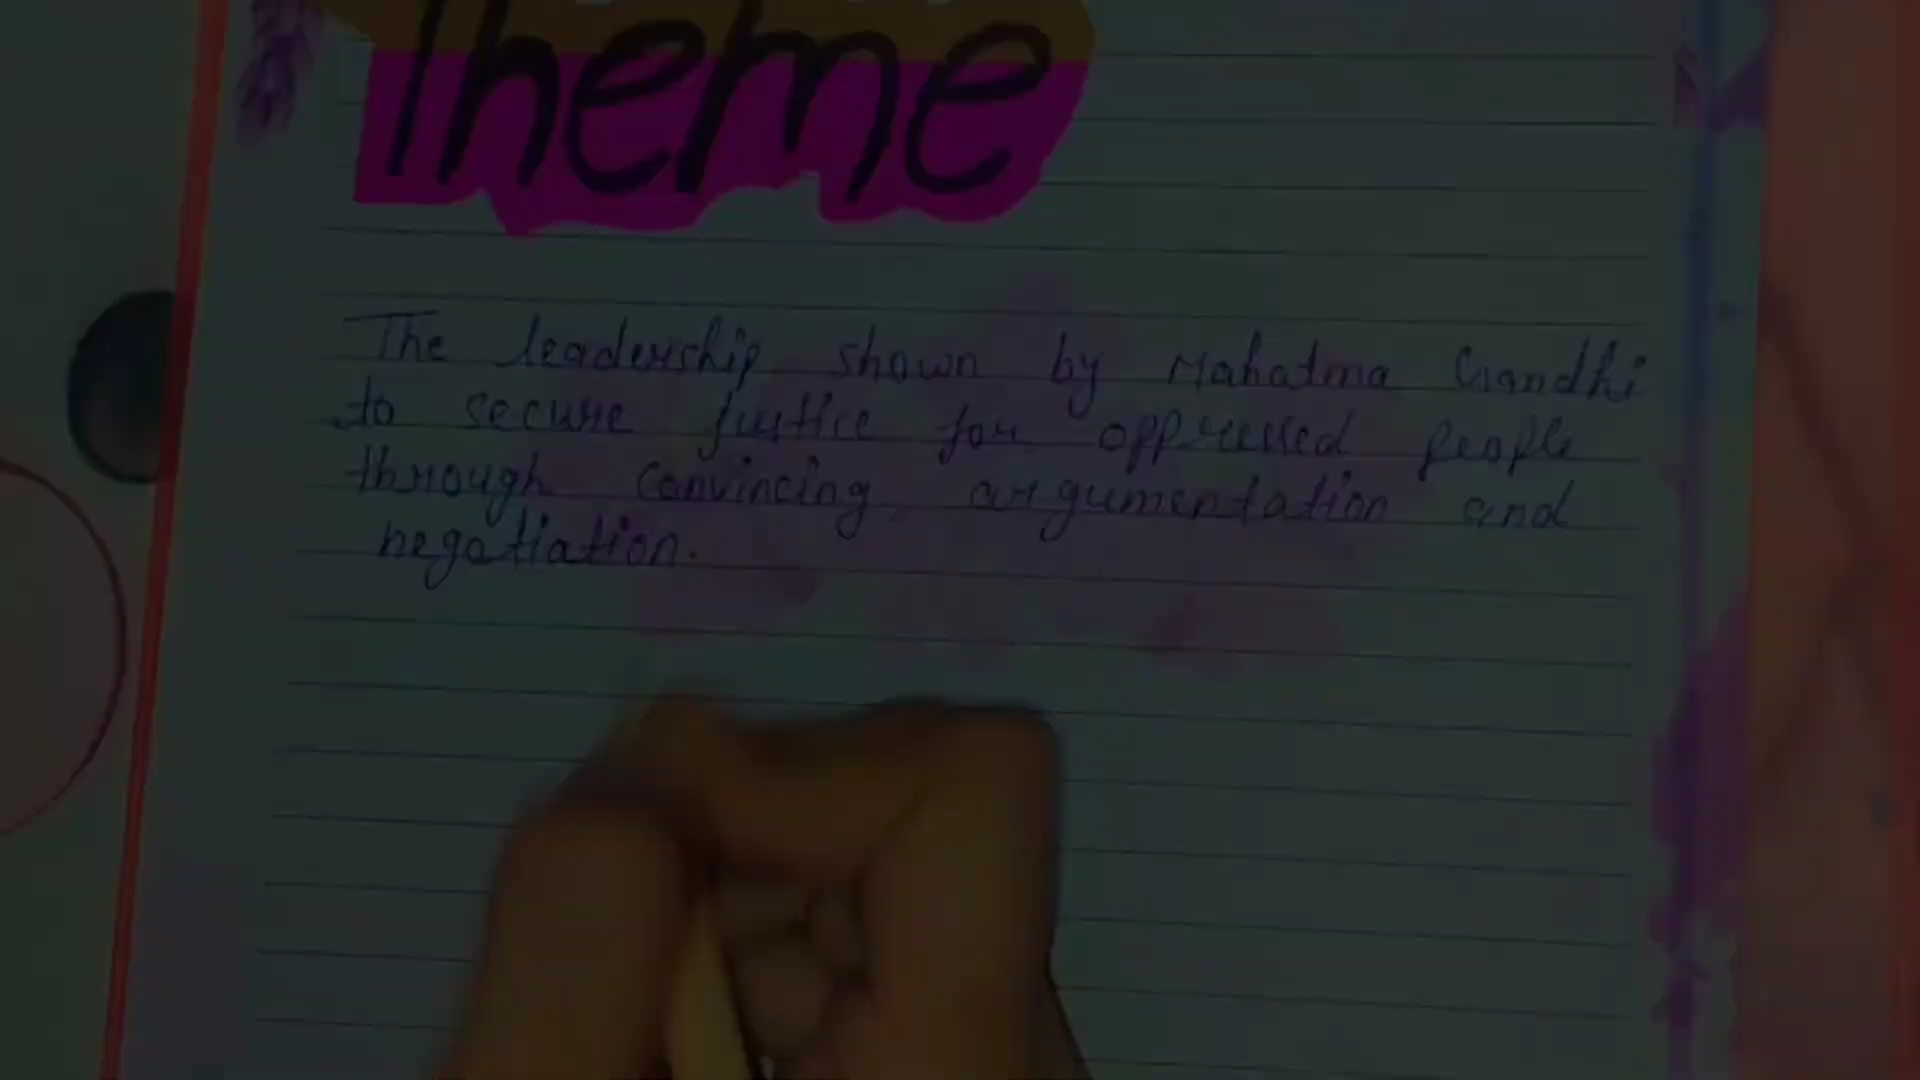 Theme
The leadership shown by Mahatma Gandhi
to secure justice for oppressed people
through convincing argumentation and
negotiation.